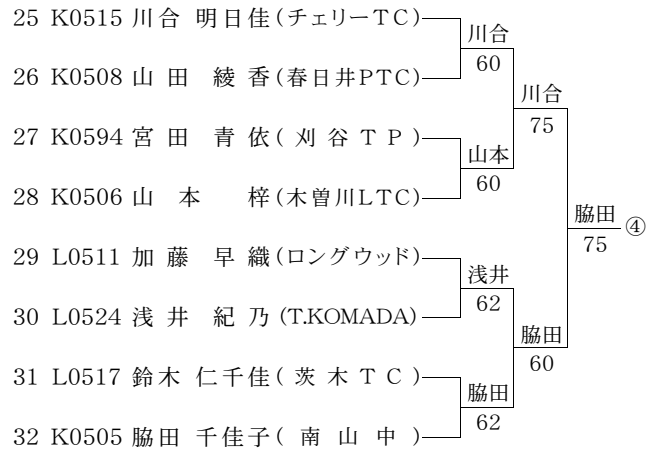 25 K0515 川合 明日佳(チェリーTC)
川合
26 K0508 山田 綾香(春日井PTC)
60
川合
27 K0594 宮田 青依(刈谷TP)
75
山本
28 K0506 山本 梓(木曽川LTC)
60
脇田
75
④
29 L0511 加藤 早織(ロングウッド)
浅井
30 L0524 浅井 紀乃(T.KOMADA)
62
脇田
31 L0517 鈴木 仁千佳(茨木TC)
60
脇田
32 K0505 脇田 千佳子(南山中)
62